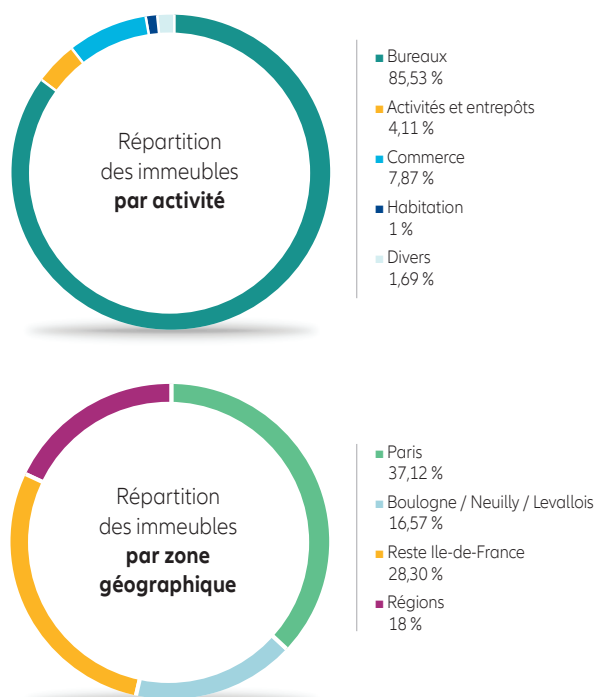 Répartition
des immeubles
par activité
Bureaux
85,53 %
Activités et entrepôts
4,11 %
Commerce
7,87 %
Habitation
1 %
Divers
1,69 %
Répartition
des immeubles
par zone
géographique
Paris
37,12 %
Boulogne / Neuilly / Levallois
16,57 %
Reste Ile-de-France
28,30 %
Régions
18 %